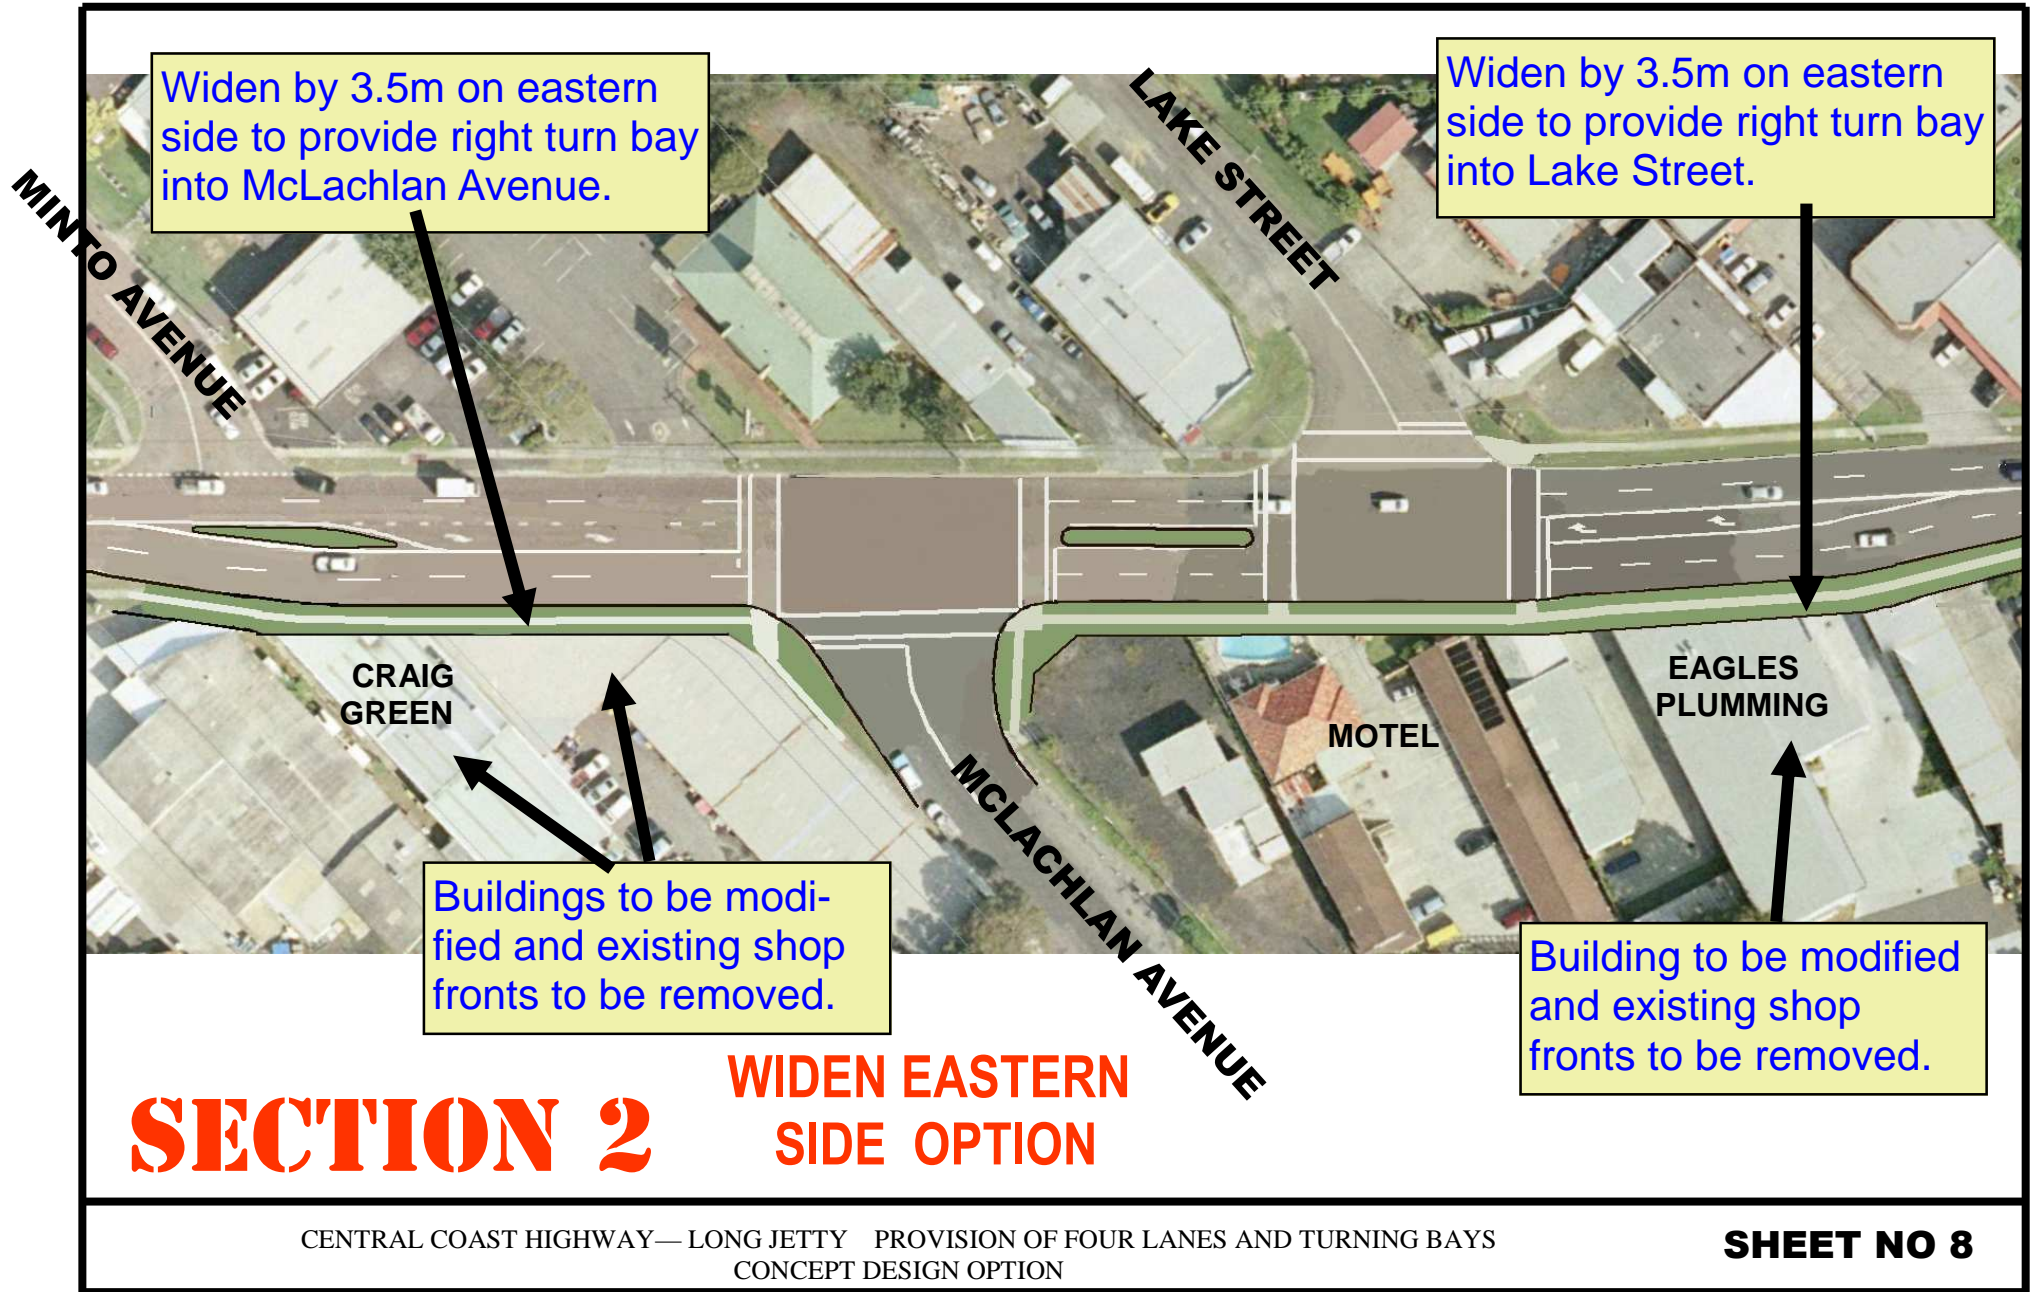 Widen by 3.5m on eastern
side to provide right turn bay
into McLachlan Avenue.
Widen by 3.5m on eastern
side to provide right turn bay
into Lake Street.
MINTO AVENUE
LAKE STREET
CRAIG
GREEN
MOTEL
EAGLES
PLUMMING
MCLACHLAN AVENUE
Buildings to be modi-
fied and existing shop
fronts to be removed.
Building to be modified
and existing shop
fronts to be removed.
SECTION 2
WIDEN EASTERN
SIDE OPTION
CENTRAL COAST HIGHWAY— LONG JETTY PROVISION OF FOUR LANES AND TURNING BAYS
CONCEPT DESIGN OPTION
SHEET NO 8